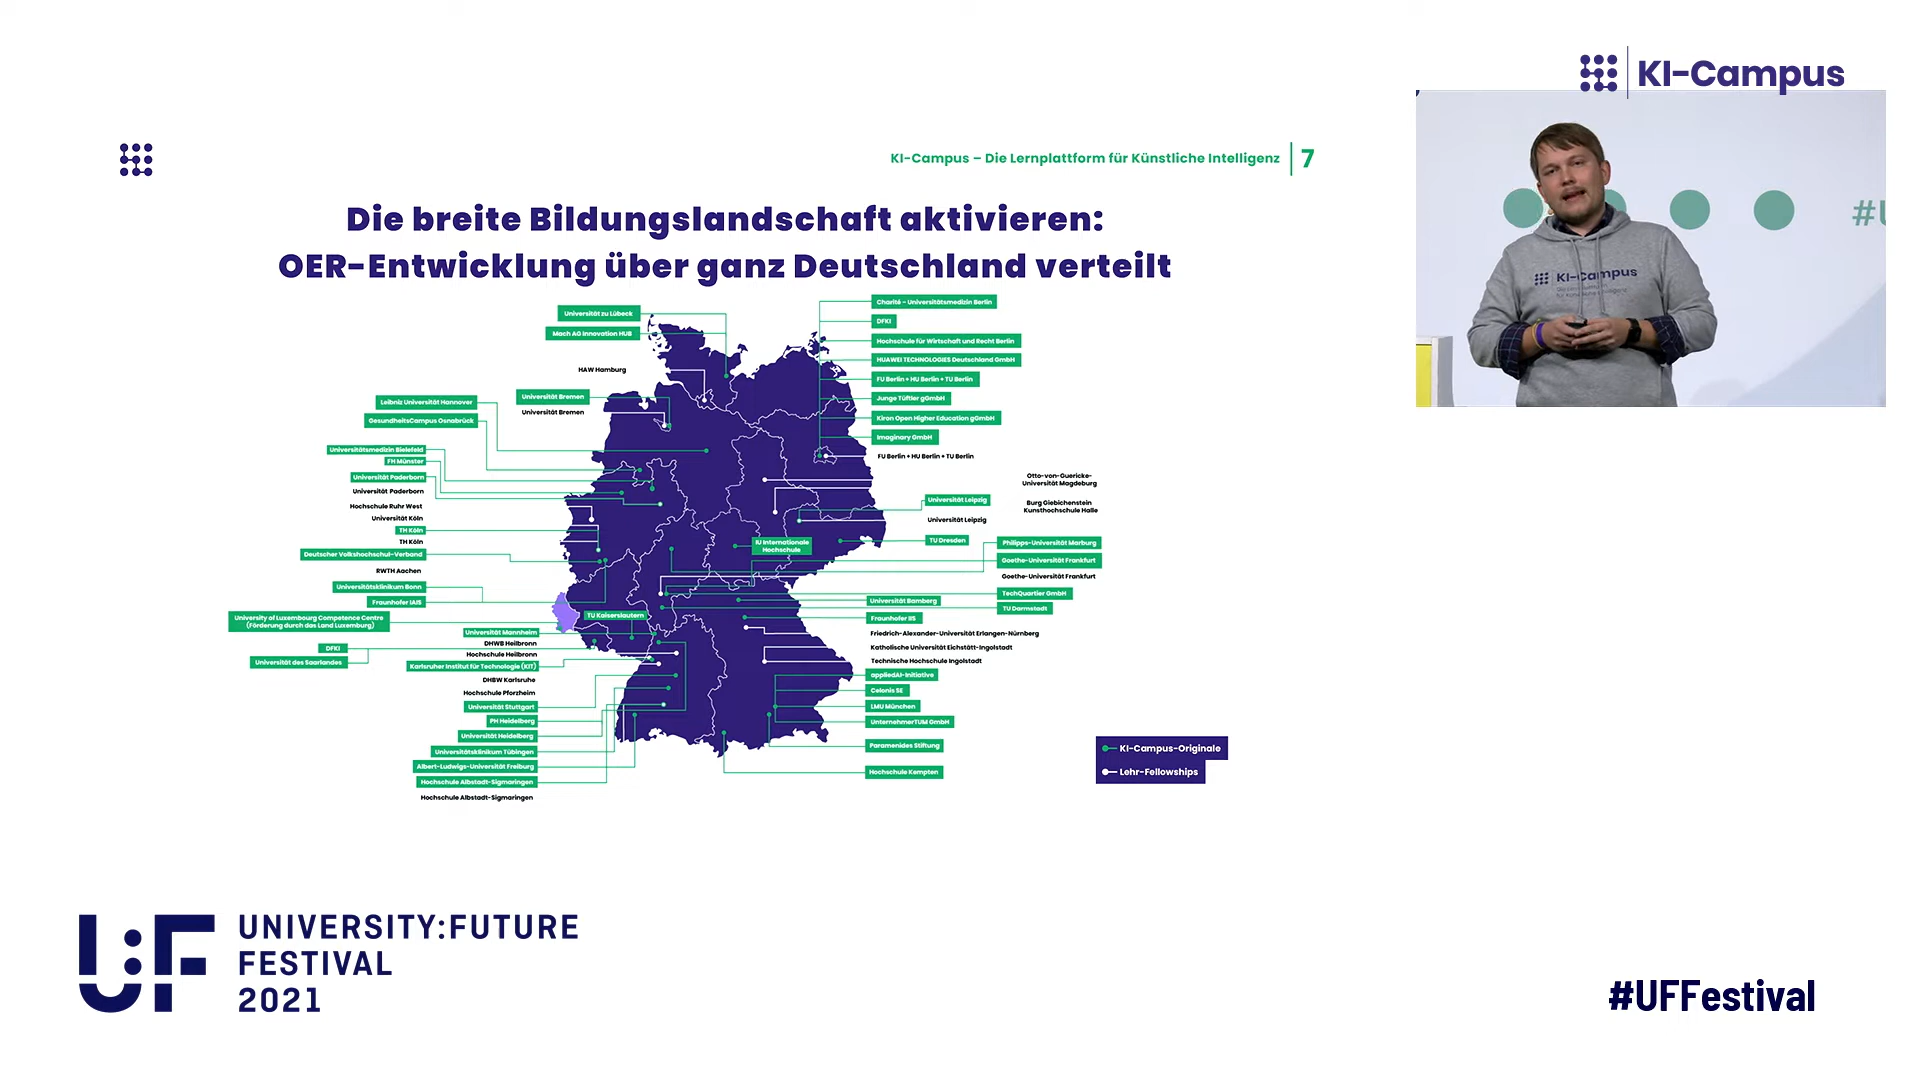 KI-Campus
KI-Campus – Die Lernplattform für Künstliche Intelligenz
7
Die breite Bildungslandschaft aktivieren:
OER-Entwicklung über ganz Deutschland verteilt
Universität zu Lübeck
Mach AG Innovation HUB
HAW Hamburg
Universität Bremen
Universität Bremen
Leibniz Universität Hannover
GesundheitsCampus Osnabrück
Universitätsmedizin Bielefeld
FH Münster
Universität Paderborn
Universität Paderborn
Hochschule Ruhr West
Universität Köln
TH Köln
TH Köln
Deutscher Volkshochschul-Verband
RWTH Aachen
Universitätsklinikum Bonn
Fraunhofer IAIS
University of Luxembourg Competence Centre
(Förderung durch das Land Luxemburg)
TU Kaiserslautern
Universität Mannheim
DHWB Heilbronn
DFKI
Hochschule Heilbronn
Universität des Saarlandes
Karlsruher Institut für Technologie (KIT)
DHBW Karlsruhe
Hochschule Pforzheim
Universität Stuttgart
PH Heidelberg
Universität Heidelberg
Universitätsklinikum Tübingen
Albert-Ludwigs-Universität Freiburg
Hochschule Albstadt-Sigmaringen
Hochschule Albstadt-Sigmaringen
Charité – Universitätsmedizin Berlin
DFKI
Hochschule für Wirtschaft und Recht Berlin
HUAWEI TECHNOLOGIES Deutschland GmbH
FU Berlin + HU Berlin + TU Berlin
Junge Tüftler gGmbH
Kiron Open Higher Education gGmbH
Imaginary GmbH
FU Berlin + HU Berlin + TU Berlin
Otto-von-Guericke-
Universität Magdeburg
Universität Leipzig
Burg Giebichenstein
Kunsthochschule Halle
Universität Leipzig
TU Dresden
IU Internationale
Hochschule
Philipps-Universität Marburg
Goethe-Universität Frankfurt
Goethe-Universität Frankfurt
TechQuartier GmbH
Universität Bamberg
TU Darmstadt
Fraunhofer IIS
Friedrich-Alexander-Universität Erlangen-Nürnberg
Katholische Universität Eichstätt-Ingolstadt
Technische Hochschule Ingolstadt
appliedAI-Initiative
Celonis SE
LMU München
UnternehmerTUM GmbH
Paramenides Stiftung
Hochschule Kempten
KI-Campus-Originale
Lehr-Fellowships
#U
KI-Campus
U:F
UNIVERSITY:FUTURE
FESTIVAL
2021
#UFFestival